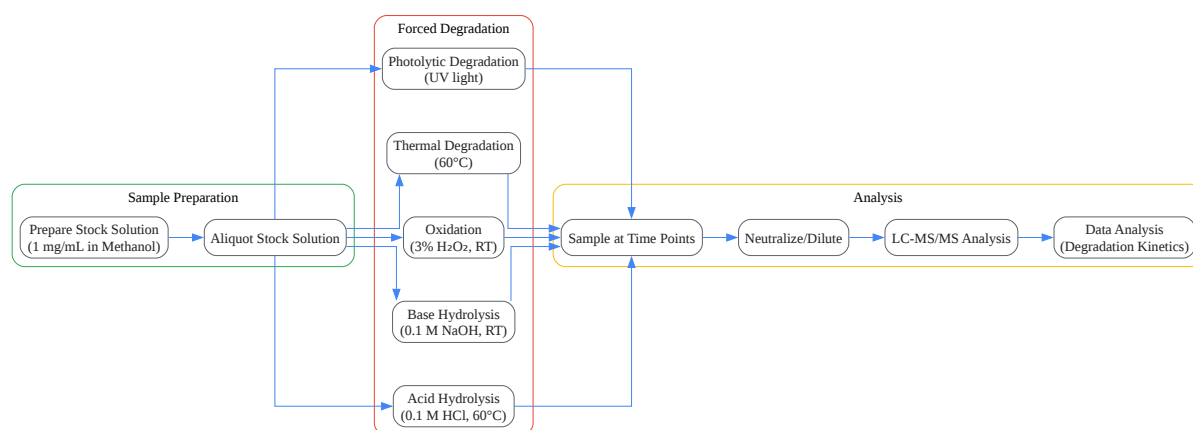 Forced Degradation
Photolytic Degradation
(UV light)
Thermal Degradation
(60°C)
Sample Preparation
Prepare Stock Solution
(1 mg/mL in Methanol)
Aliquot Stock Solution
Oxidation
(3% H₂O₂, RT)
Base Hydrolysis
(0.1 M NaOH, RT)
Acid Hydrolysis
(0.1 M HCl, 60°C)
Analysis
Sample at Time Points
Neutralize/Dilute
LC-MS/MS Analysis
Data Analysis
(Degradation Kinetics)